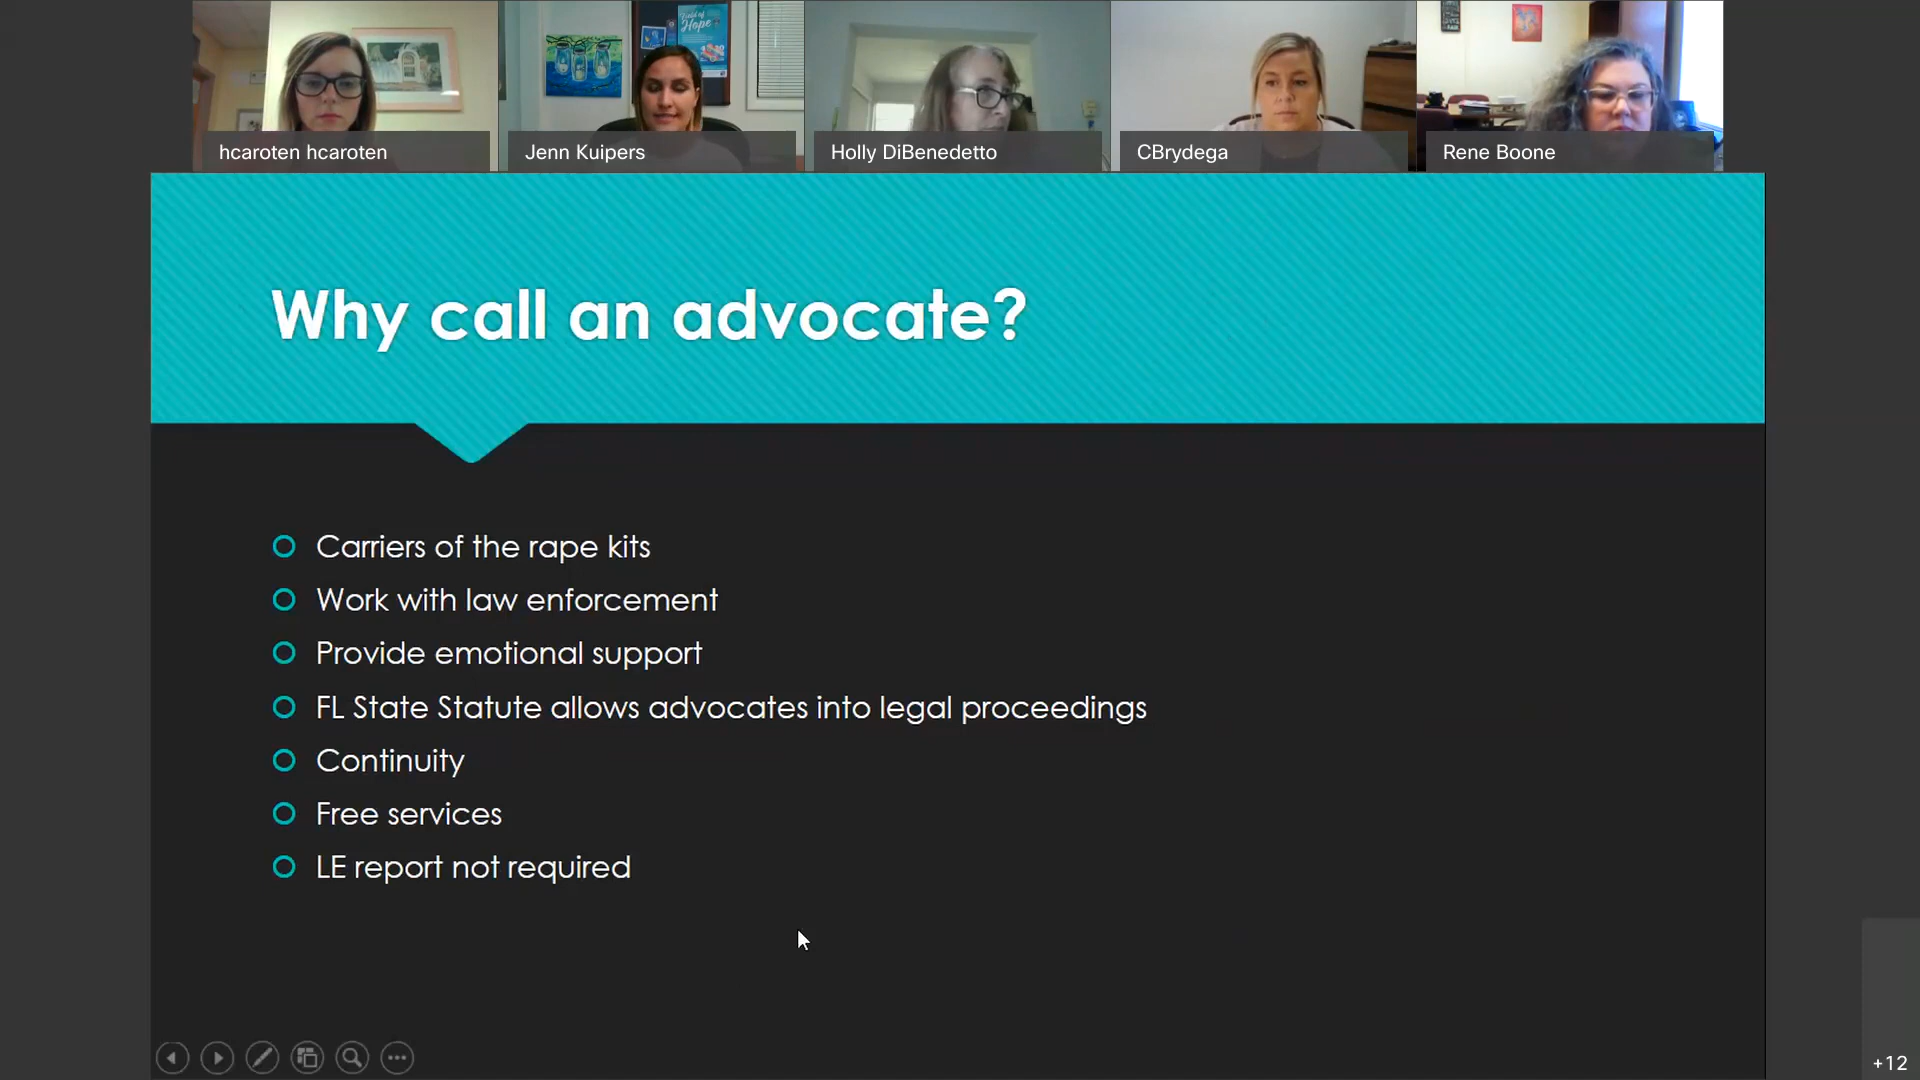 Hope
hcaroten hcaroten
Jenn Kuipers
Holly DiBenedetto
CBrydega
Rene Boone
Why call an advocate?
Carriers of the rape kits
Work with law enforcement
Provide emotional support
FL State Statute allows advocates into legal proceedings
Continuity
Free services
LE report not required
+12